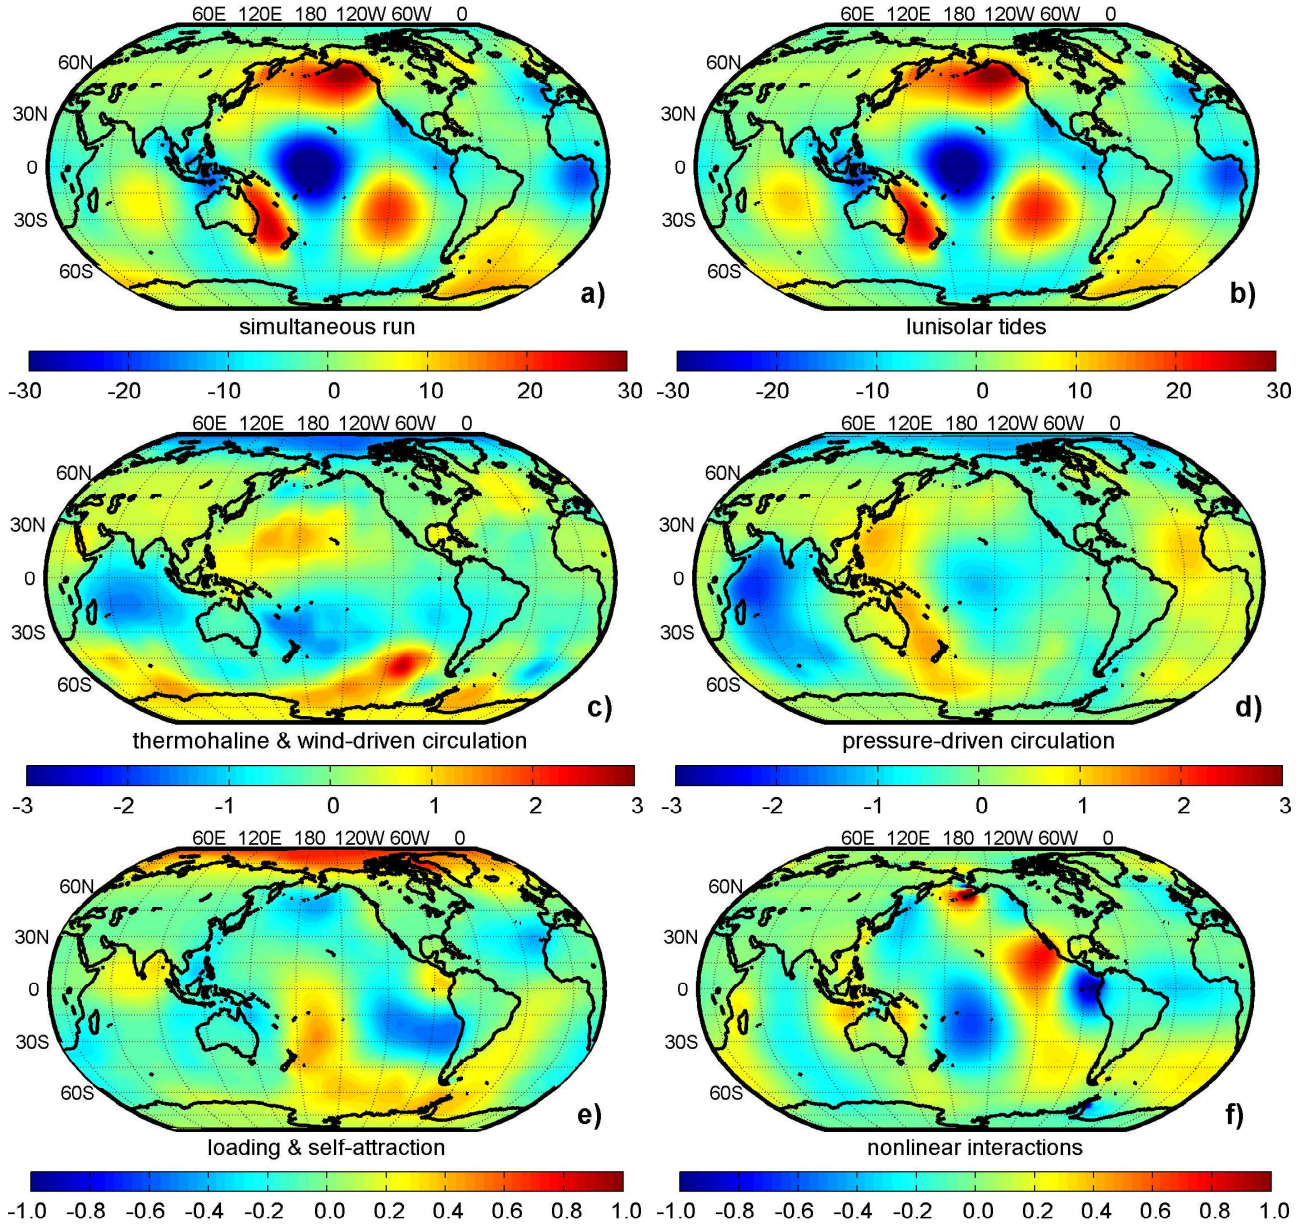 60E 120E 180 120W 60W 0
60N
30N
0
30S
60S
a)
simultaneous run
-30 -20 -10 0 10 20 30
60E 120E 180 120W 60W 0
60N
30N
0
30S
60S
b)
lunisolar tides
-30 -20 -10 0 10 20 30
60E 120E 180 120W 60W 0
60N
30N
0
30S
60S
c)
thermohaline & wind-driven circulation
-3 -2 -1 0 1 2 3
60E 120E 180 120W 60W 0
60N
30N
0
30S
60S
d)
pressure-driven circulation
-3 -2 -1 0 1 2 3
60E 120E 180 120W 60W 0
60N
30N
0
30S
60S
e)
loading & self-attraction
-1.0 -0.8 -0.6 -0.4 -0.2 0.0 0.2 0.4 0.6 0.8 1.0
60E 120E 180 120W 60W 0
60N
30N
0
30S
60S
f)
nonlinear interactions
-1.0 -0.8 -0.6 -0.4 -0.2 0.0 0.2 0.4 0.6 0.8 1.0